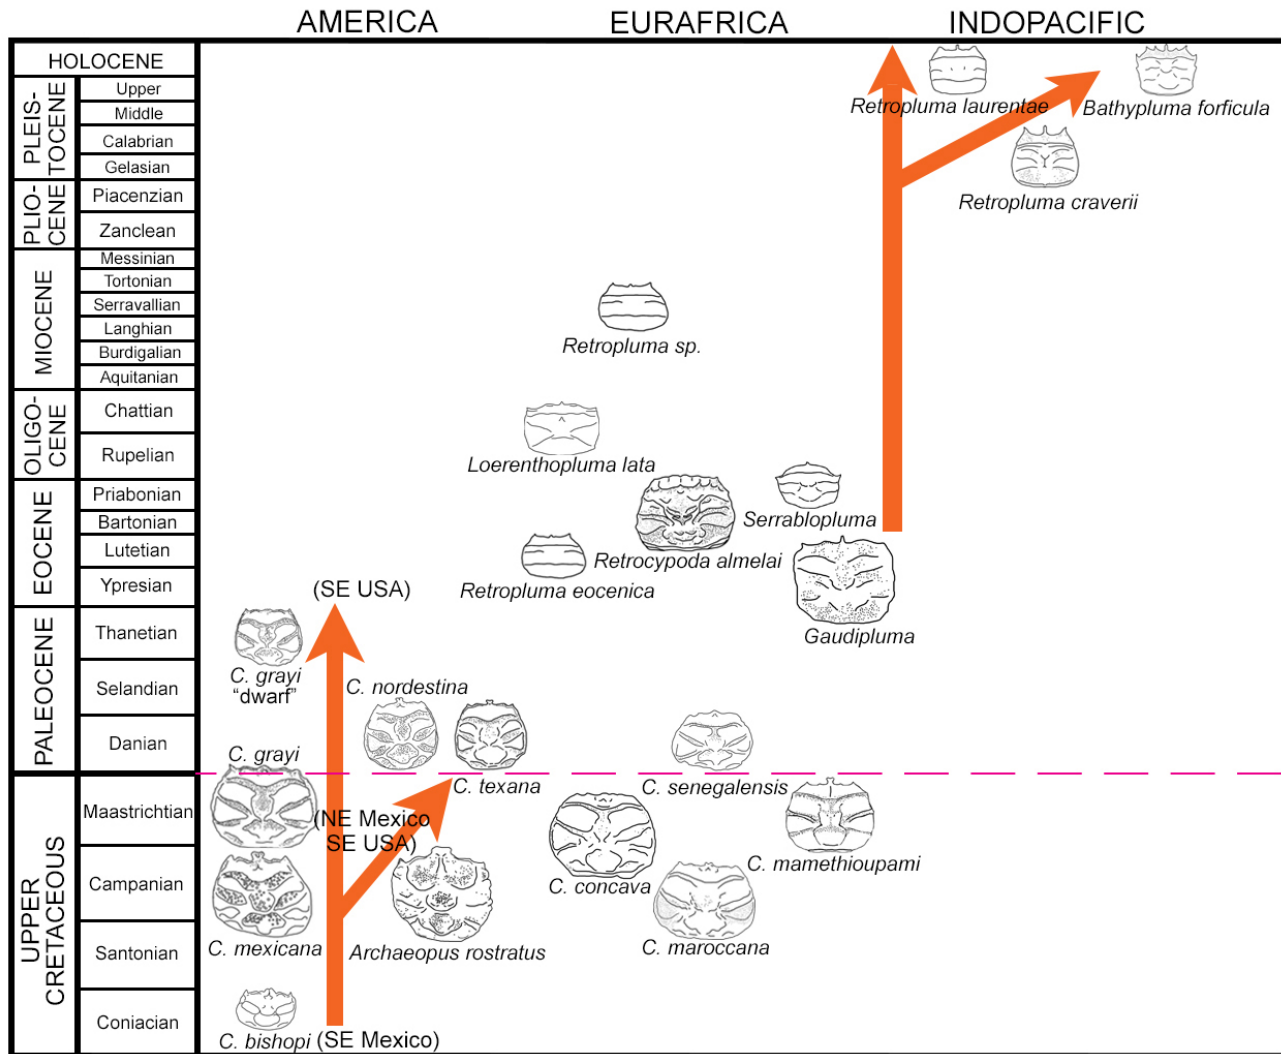 AMERICA EURAFRICA INDOPACIFIC
HOLOCENE
PLEIS-
TOCENE
Upper
Middle
Calabrian
Gelasian
PLIO-
CENE
Piacenzian
Zanclean
MIOCENE
Messinian
Tortonian
Serravallian
Langhian
Burdigalian
Aquitanian
OLIGO-
CENE
Chattian
Rupelian
EOCENE
Priabonian
Bartonian
Lutetian
Ypresian
PALEOCENE
Thanetian
Selandian
Danian
UPPER
CRETACEOUS
Maastrichtian
Campanian
Santonian
Coniacian
Retropluma laurentae
Bathypluma forficula
Retropluma craverii
Retropluma sp.
Loerenthopluma lata
Serrablopluma
Retrocypoda almelai
Retropluma eocenica
Gaudipluma
(SE USA)
C. grayi
"dwarf"
C. nordestina
C. grayi
C. texana
C. senegalensis
(NE Mexico
SE USA)
C. mamethioupami
C. concava
C. mexicana
Archaeopus rostratus
C. maroccana
C. bishopi (SE Mexico)